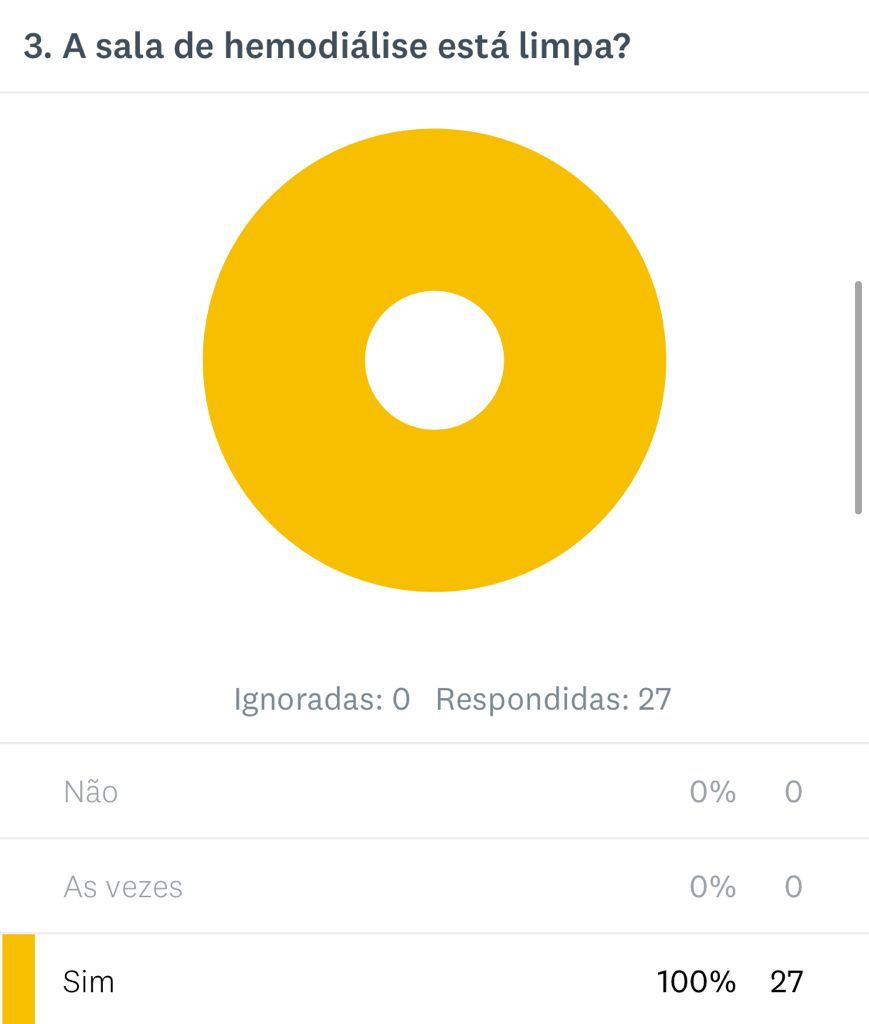 3. A sala de hemodiálise está limpa?
Ignoradas: 0 Respondidas: 27
Não 0% 0
As vezes 0% 0
Sim 100% 27